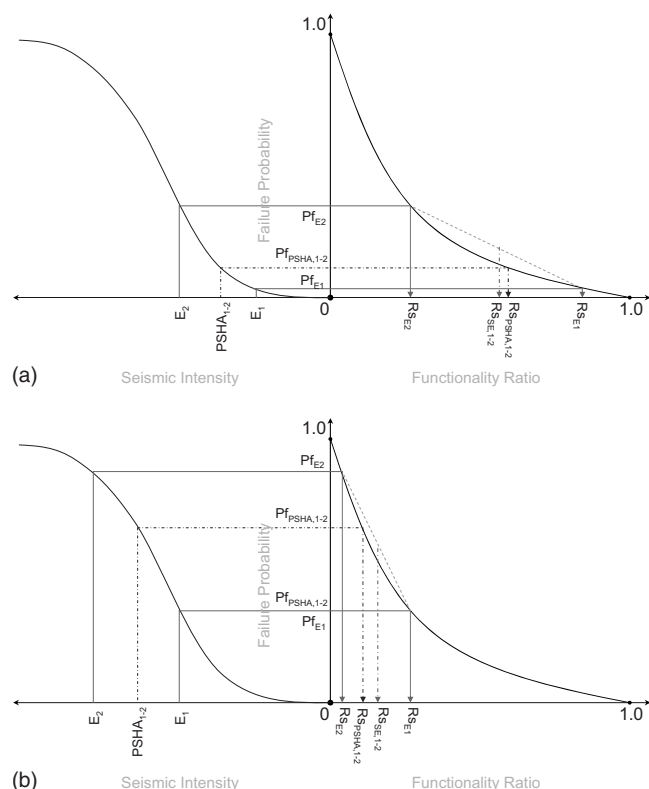 1.0
Failure Probability
Pf_E2
Pf_PSHA,1-2
Pf_E1
0
1.0
E_2
PSHA_1-2
E_1
Rs_E2
Rs_SE,1-2
Rs_PSHA,1-2
Rs_E1
(a)
Seismic Intensity
Functionality Ratio
1.0
Failure Probability
Pf_E2
Pf_PSHA,1-2
Pf_PSHA,1-2
Pf_E1
0
1.0
E_2
PSHA_1-2
E_1
Rs_E2
Rs_PSHA,1-2
Rs_SE,1-2
Rs_E1
(b)
Seismic Intensity
Functionality Ratio